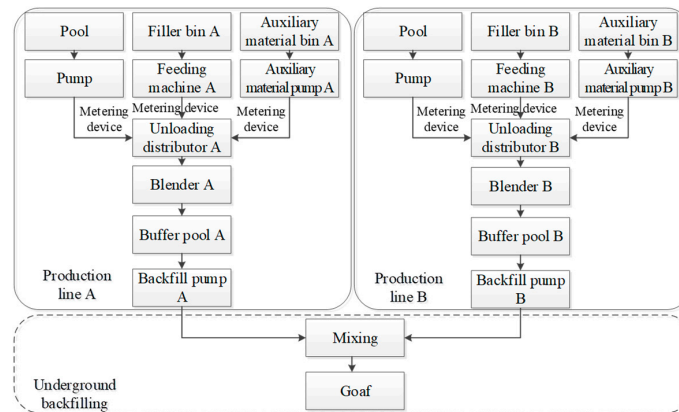 Pool
Filler bin A
Auxiliary
material bin A
Pump
Feeding
machine A
Auxiliary
material pump A
Metering
device
Metering device
Metering
device
Unloading
distributor A
Blender A
Buffer pool A
Backfill pump
A
Production
line A
Pool
Filler bin B
Auxiliary
material bin B
Pump
Feeding
machine B
Auxiliary
material pump B
Metering
device
Metering device
Metering
device
Unloading
distributor B
Blender B
Buffer pool B
Backfill pump
B
Production
line B
Mixing
Goaf
Underground
backfilling